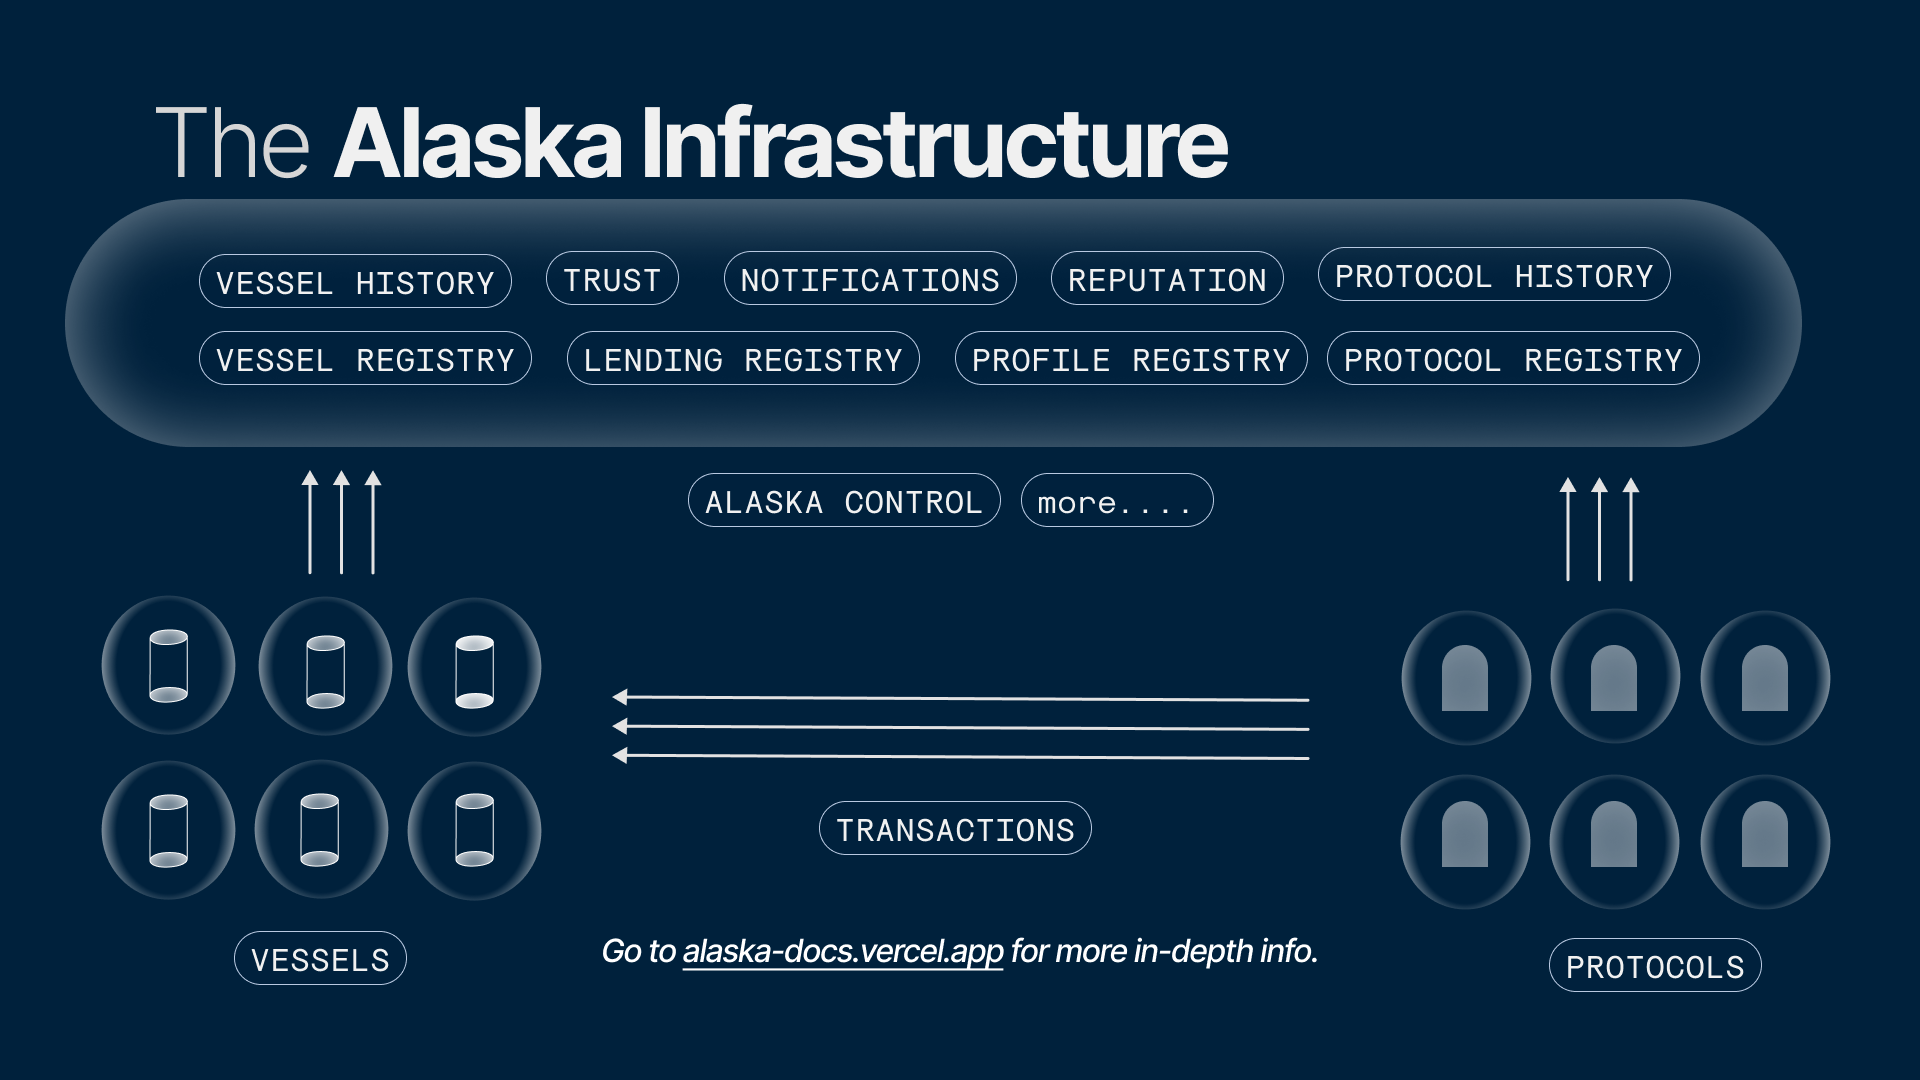 The Alaska Infrastructure
VESSEL HISTORY TRUST NOTIFICATIONS REPUTATION PROTOCOL HISTORY
VESSEL REGISTRY LENDING REGISTRY PROFILE REGISTRY PROTOCOL REGISTRY
ALASKA CONTROL more....
TRANSACTIONS
Go to alaska-docs.vercel.app for more in-depth info.
VESSELS
PROTOCOLS